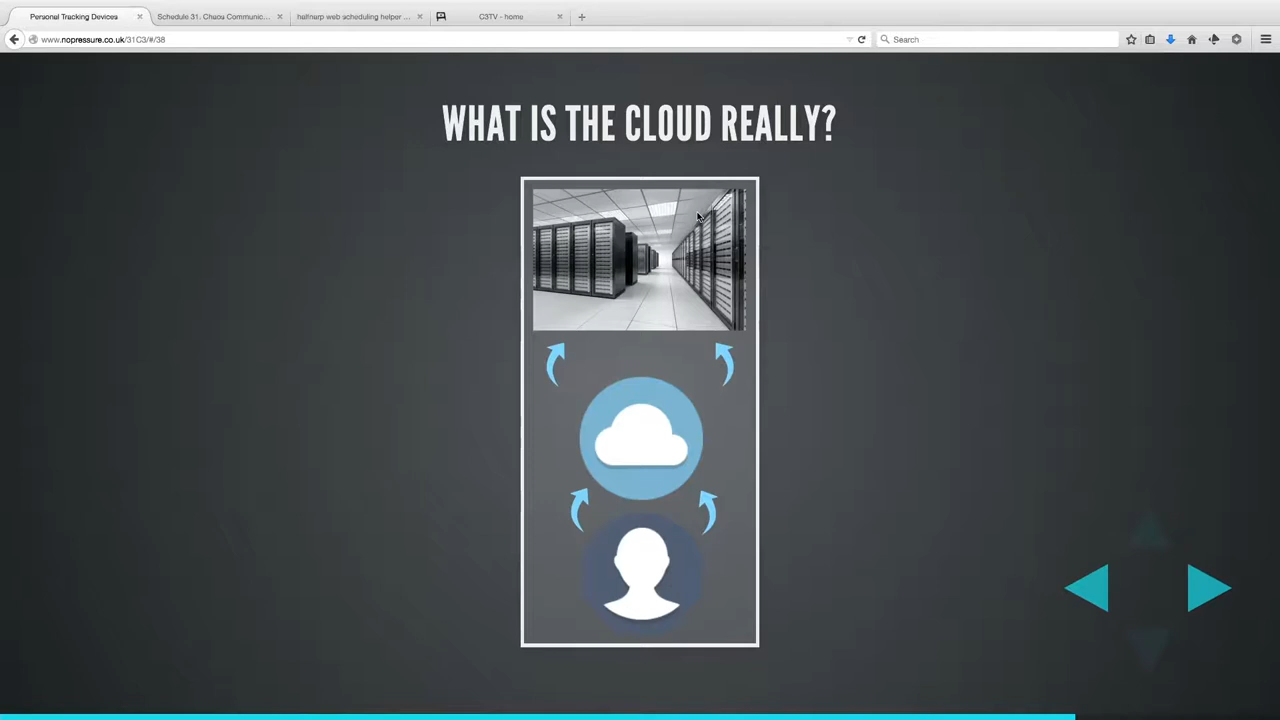 Personal Tracking Devices
Schedule 31. Chaou Communic...
halfnarp web scheduling helper ...
C3TV - home
www.nopressure.co.uk/31C3/#/38
Search
WHAT IS THE CLOUD REALLY?